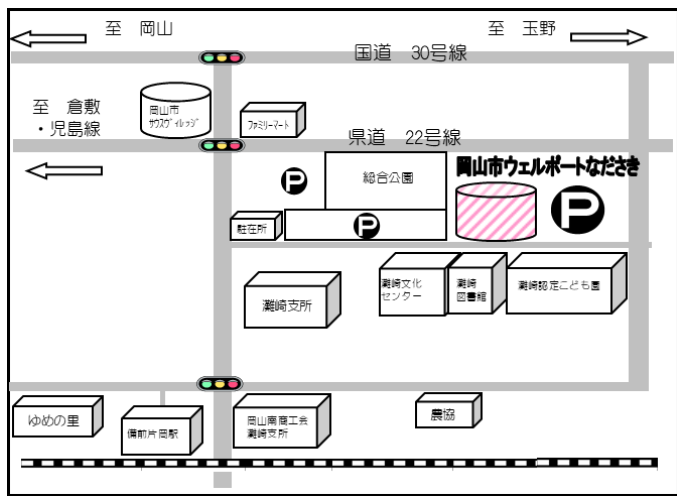 至 岡山
至 玉野
国道 30号線
至 倉敷
・児島線
岡山市
サウスヴィレッジ
ファミリーマート
県道 22号線
岡山市ウェルポートなださき
P
総合公園
P
P
駐在所
灘崎支所
灘崎文化
センター
灘崎
図書館
灘崎認定こども園
ゆめの里
備前片岡駅
岡山南商工会
灘崎支所
農協